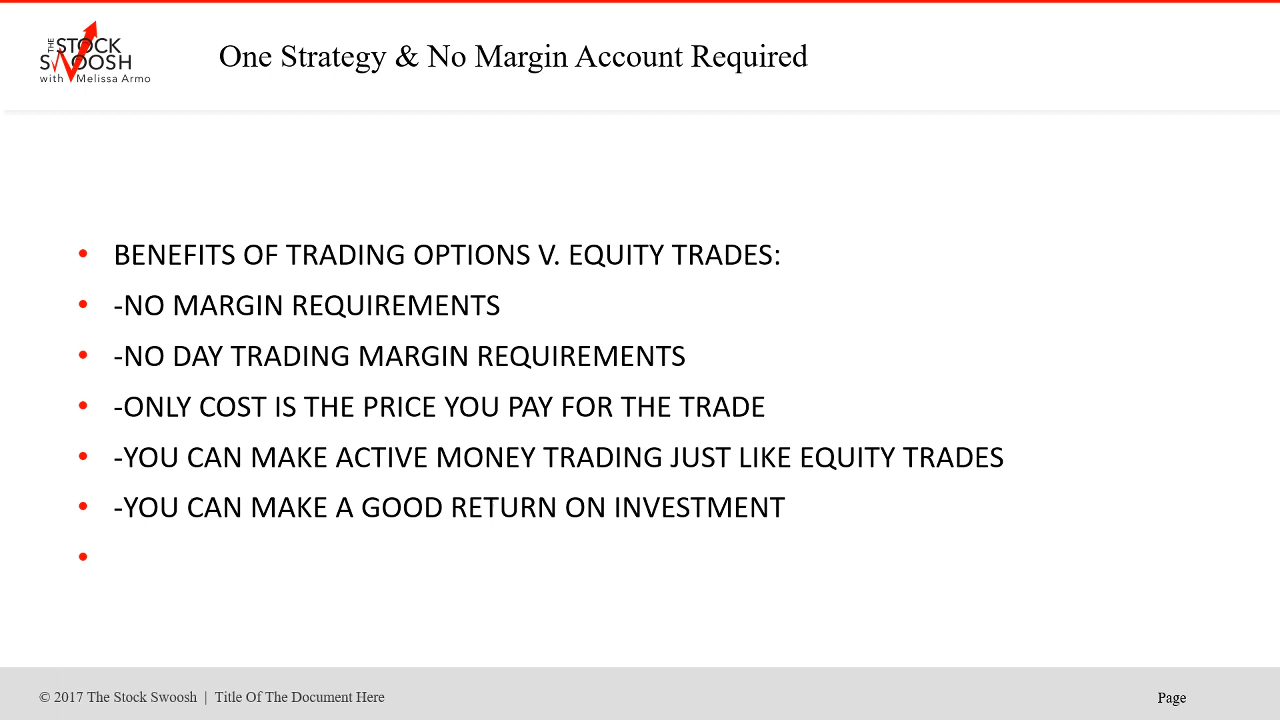 THE STOCK
SWOOSH
with Melissa Armo
One Strategy & No Margin Account Required
• BENEFITS OF TRADING OPTIONS V. EQUITY TRADES:
• -NO MARGIN REQUIREMENTS
• -NO DAY TRADING MARGIN REQUIREMENTS
• -ONLY COST IS THE PRICE YOU PAY FOR THE TRADE
• -YOU CAN MAKE ACTIVE MONEY TRADING JUST LIKE EQUITY TRADES
• -YOU CAN MAKE A GOOD RETURN ON INVESTMENT
•
© 2017 The Stock Swoosh | Title Of The Document Here
Page